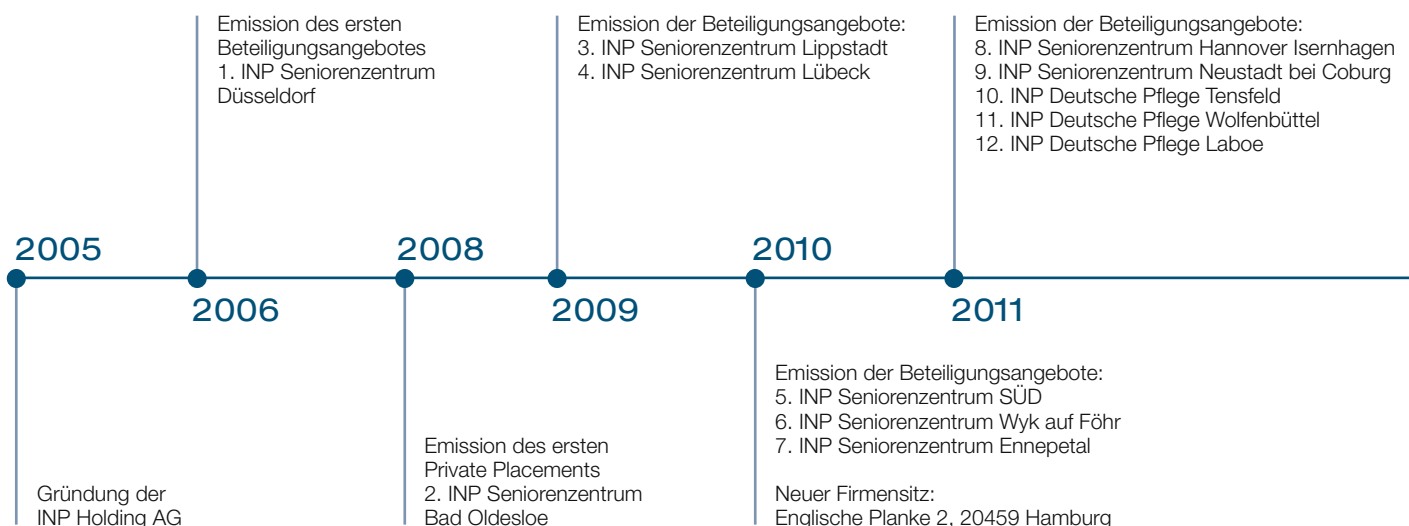 2005
Gründung der
INP Holding AG
Emission des ersten
Beteiligungsangebotes
1. INP Seniorenzentrum
Düsseldorf
2006
2008
Emission des ersten
Private Placements
2. INP Seniorenzentrum
Bad Oldesloe
Emission der Beteiligungsangebote:
3. INP Seniorenzentrum Lippstadt
4. INP Seniorenzentrum Lübeck
2009
2010
Emission der Beteiligungsangebote:
5. INP Seniorenzentrum SÜD
6. INP Seniorenzentrum Wyk auf Föhr
7. INP Seniorenzentrum Ennepetal
Neuer Firmensitz:
Englische Planke 2, 20459 Hamburg
Emission der Beteiligungsangebote:
8. INP Seniorenzentrum Hannover Isernhagen
9. INP Seniorenzentrum Neustadt bei Coburg
10. INP Deutsche Pflege Tensfeld
11. INP Deutsche Pflege Wolfenbüttel
12. INP Deutsche Pflege Laboe
2011